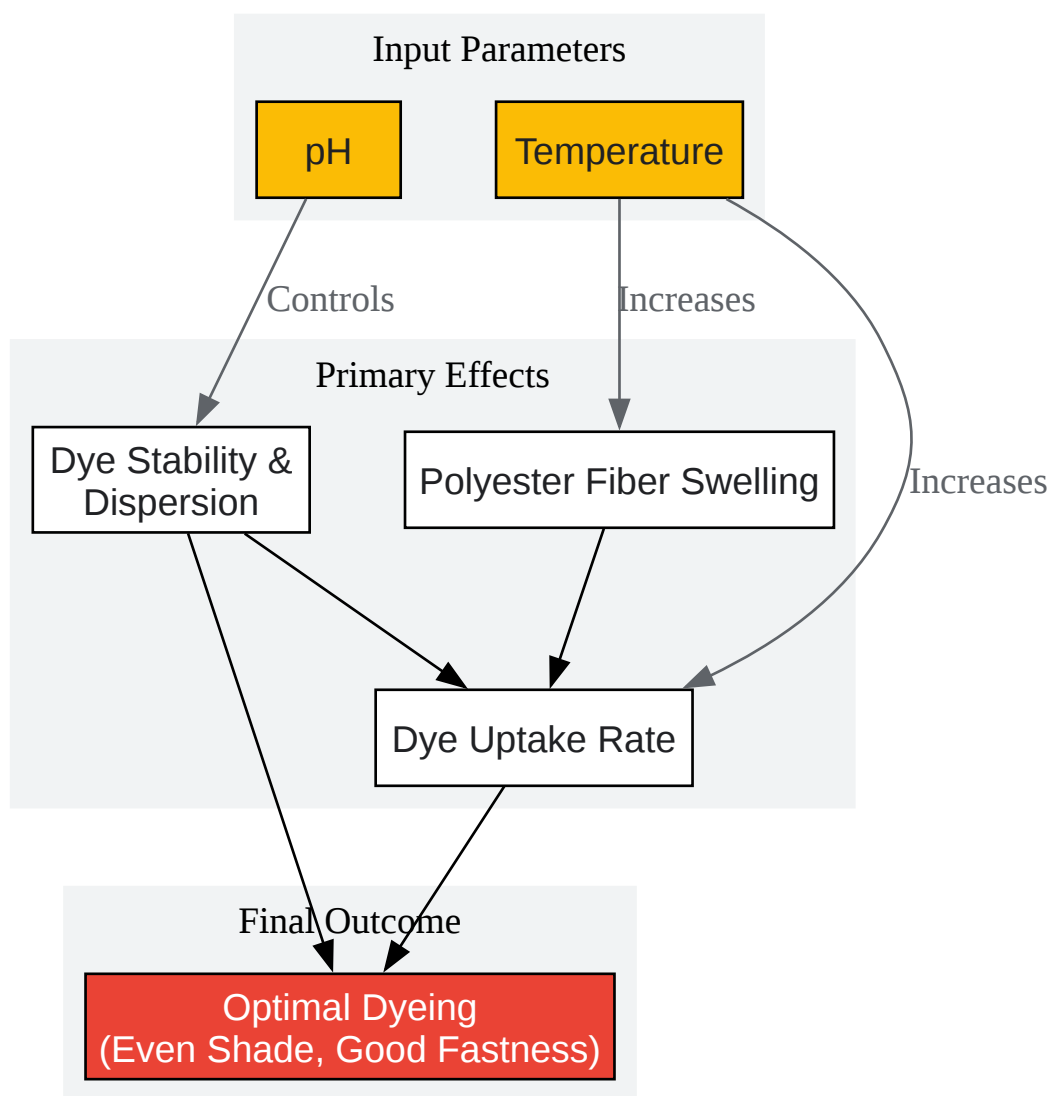 Input Parameters
pH
Temperature
Controls
Increases
Primary Effects
Dye Stability &
Dispersion
Polyester Fiber Swelling
Increases
Dye Uptake Rate
Final Outcome
Optimal Dyeing
(Even Shade, Good Fastness)